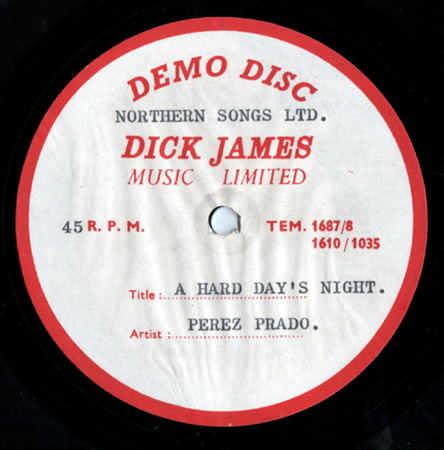 DEMO DISC
NORTHERN SONGS LTD.
DICK JAMES
MUSIC LIMITED
45 R. P. M. TEM. 1687/8
1610/1035
Title: A HARD DAY'S NIGHT.
Artist: PEREZ PRADO.